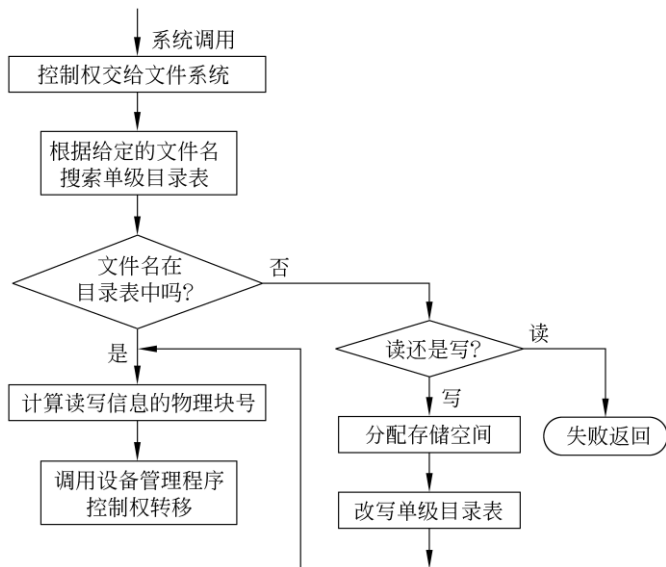 系统调用
控制权交给文件系统
根据给定的文件名
搜索单级目录表
文件名在
目录表中吗?
否
是
读还是写?
读
写
计算读写信息的物理块号
分配存储空间
失败返回
调用设备管理程序
控制权转移
改写单级目录表